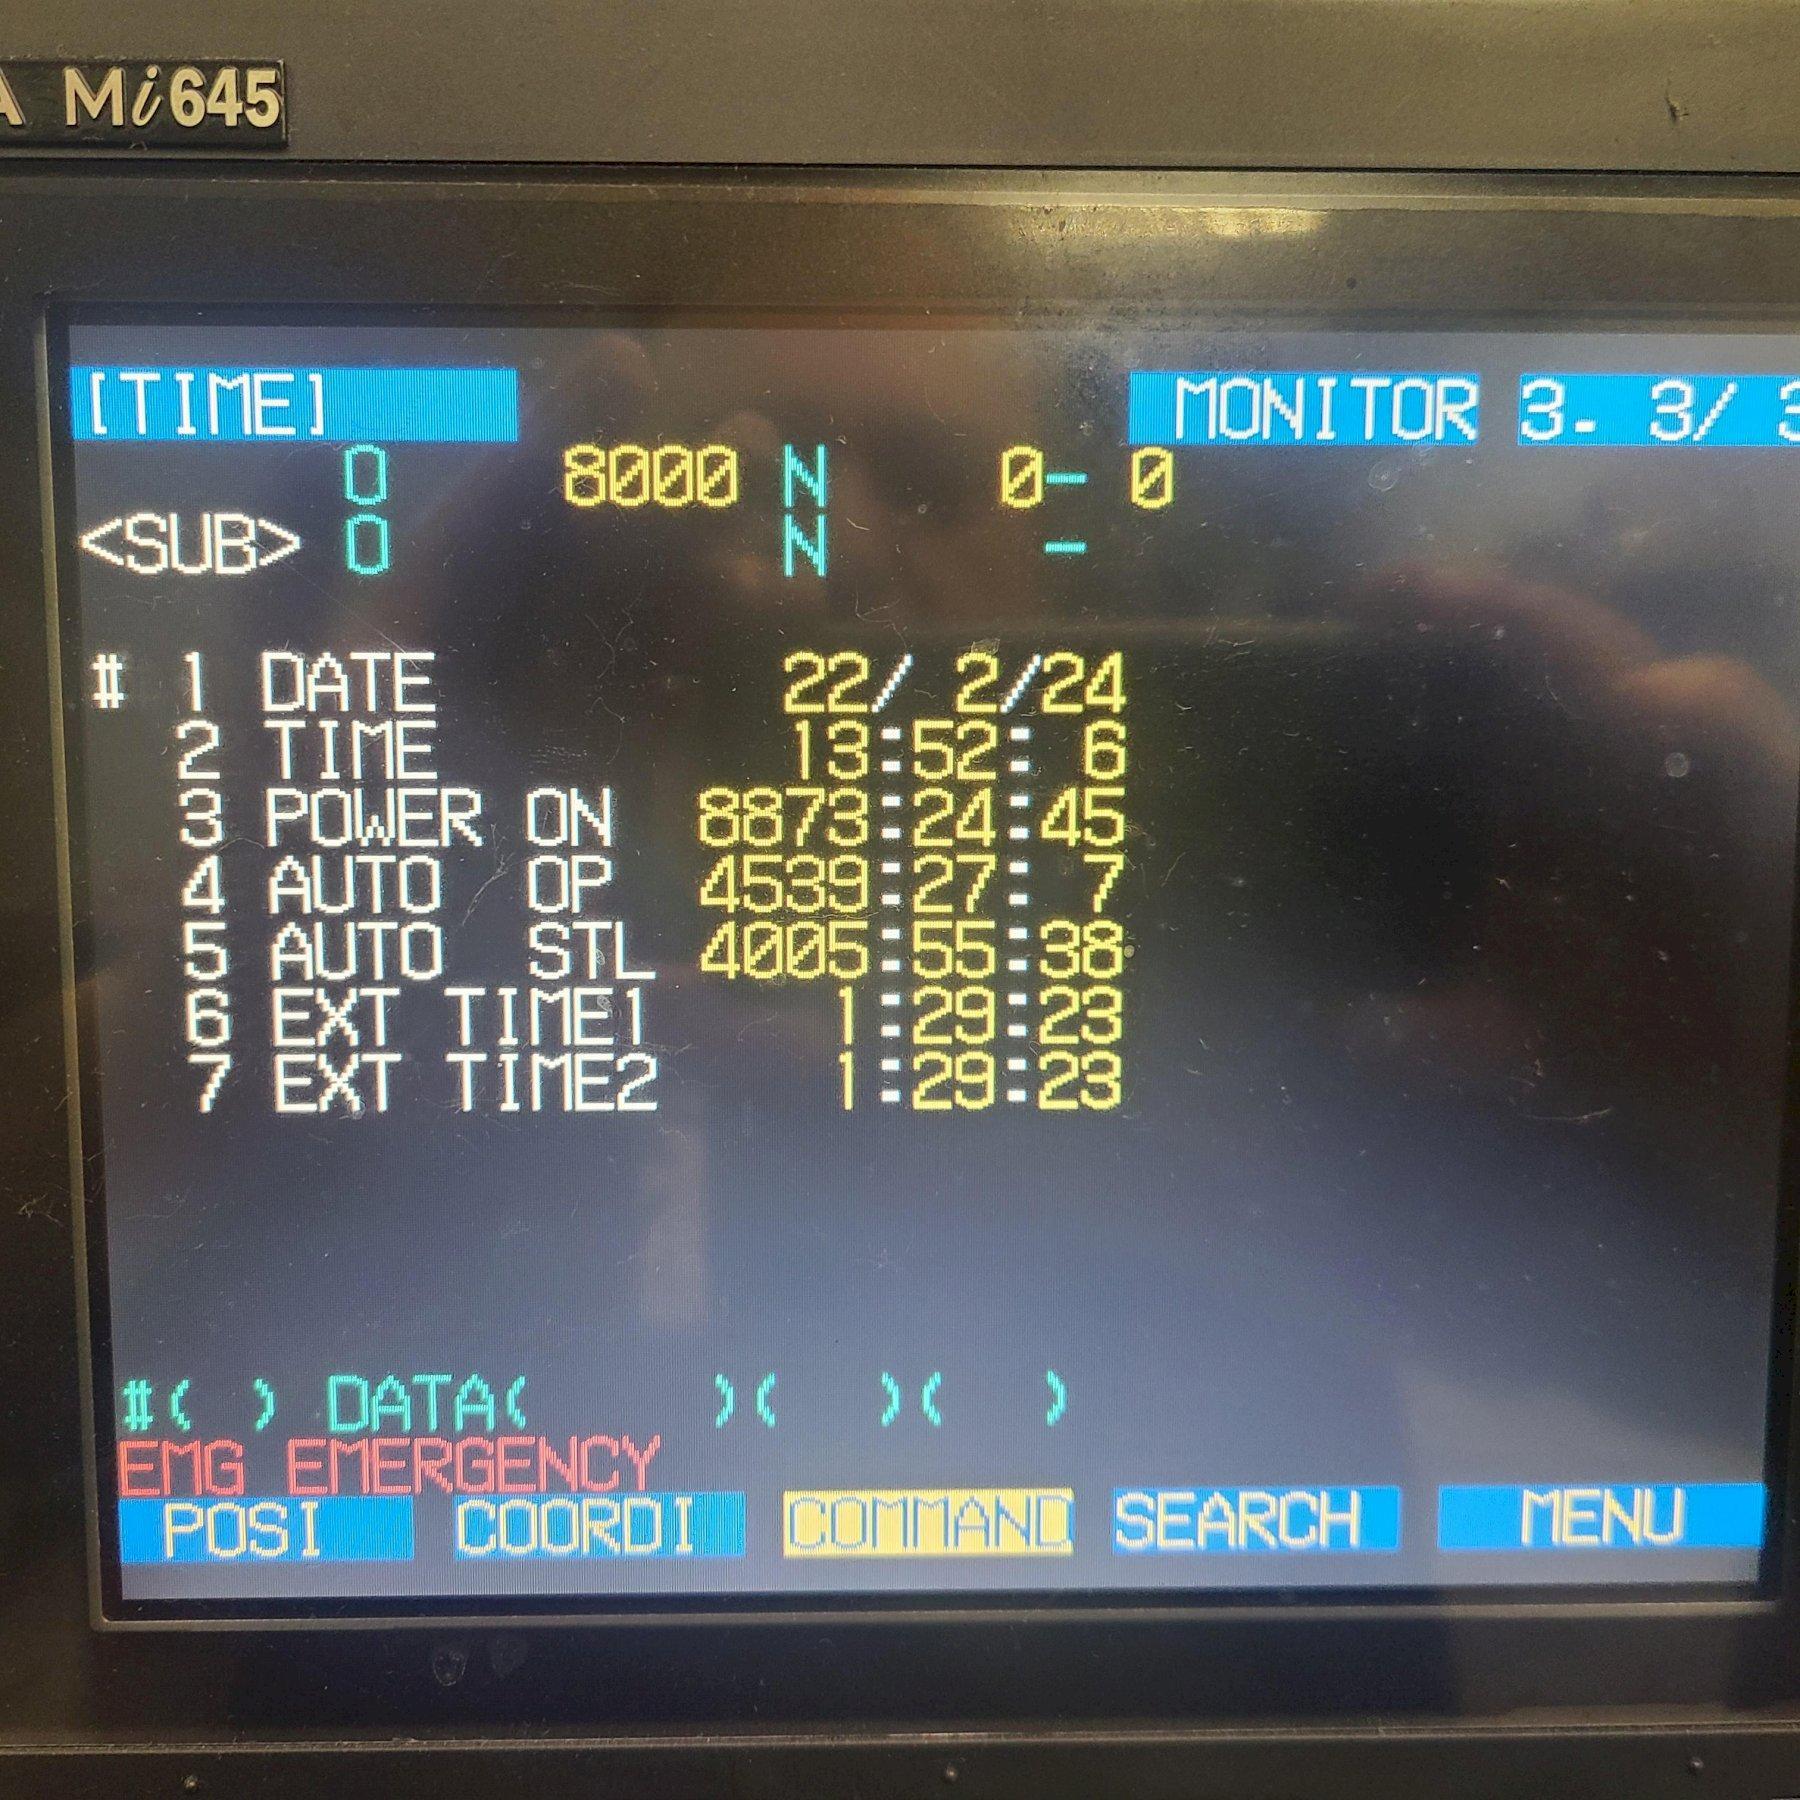 A Mi645
[TIME] MONITOR 3. 3/ 3
O 8000 N 0- 0
<SUB> O N -
# 1 DATE 22/ 2/24
2 TIME 13:52: 6
3 POWER ON 8873:24:45
4 AUTO OP 4539:27: 7
5 AUTO STL 4005:55:38
6 EXT TIME1 1:29:23
7 EXT TIME2 1:29:23
#( ) DATA( )( )( )
EMG EMERGENCY
POSI COORDI COMMAND SEARCH MENU